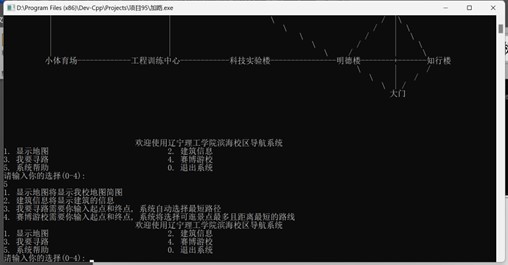 D:\Program Files (x86)\Dev-Cpp\Projects\项目95\加路.exe
小体育场 工程训练中心 科技实验楼 明德楼 知行楼
大门
欢迎使用辽宁理工学院滨海校区导航系统
1. 显示地图 2. 建筑信息
3. 我要寻路 4. 赛博游校
5. 系统帮助 0. 退出系统
请输入你的选择(0-4):
5
1. 显示地图将显示我校地图简图
2. 建筑信息将显示建筑的信息
3. 我要寻路需要你输入起点和终点, 系统自动选择最短路径
4. 赛博游校需要你输入起点和终点, 系统将选择可逛景点最多且距离最短的路线
欢迎使用辽宁理工学院滨海校区导航系统
1. 显示地图 2. 建筑信息
3. 我要寻路 4. 赛博游校
5. 系统帮助 0. 退出系统
请输入你的选择(0-4):